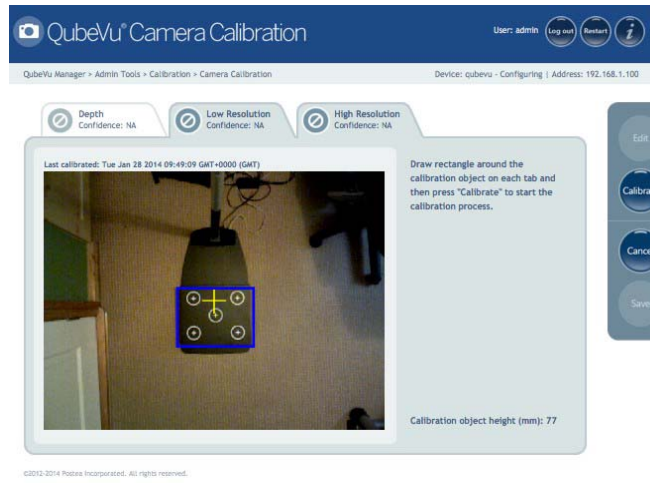 QubeVu® Camera Calibration
User: admin
Log out
Restart
i
QubeVu Manager > Admin Tools > Calibration > Camera Calibration
Device: qubevu - Configuring | Address: 192.168.1.100
Depth
Confidence: NA
Low Resolution
Confidence: NA
High Resolution
Confidence: NA
Edit
Last calibrated: Tue Jan 28 2014 09:49:09 GMT+0000 (GMT)
Draw rectangle around the
calibration object on each tab and
then press "Calibrate" to start the
calibration process.
Calibra
Cance
Save
Calibration object height (mm): 77
©2012-2014 Postea Incorporated. All rights reserved.